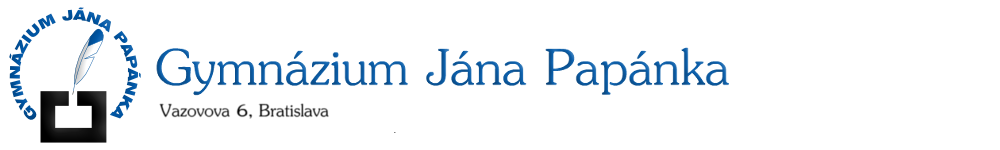 GYMNÁZIUM JÁNA PAPÁNKA
Gymnázium Jána Papánka
Vazovova 6, Bratislava